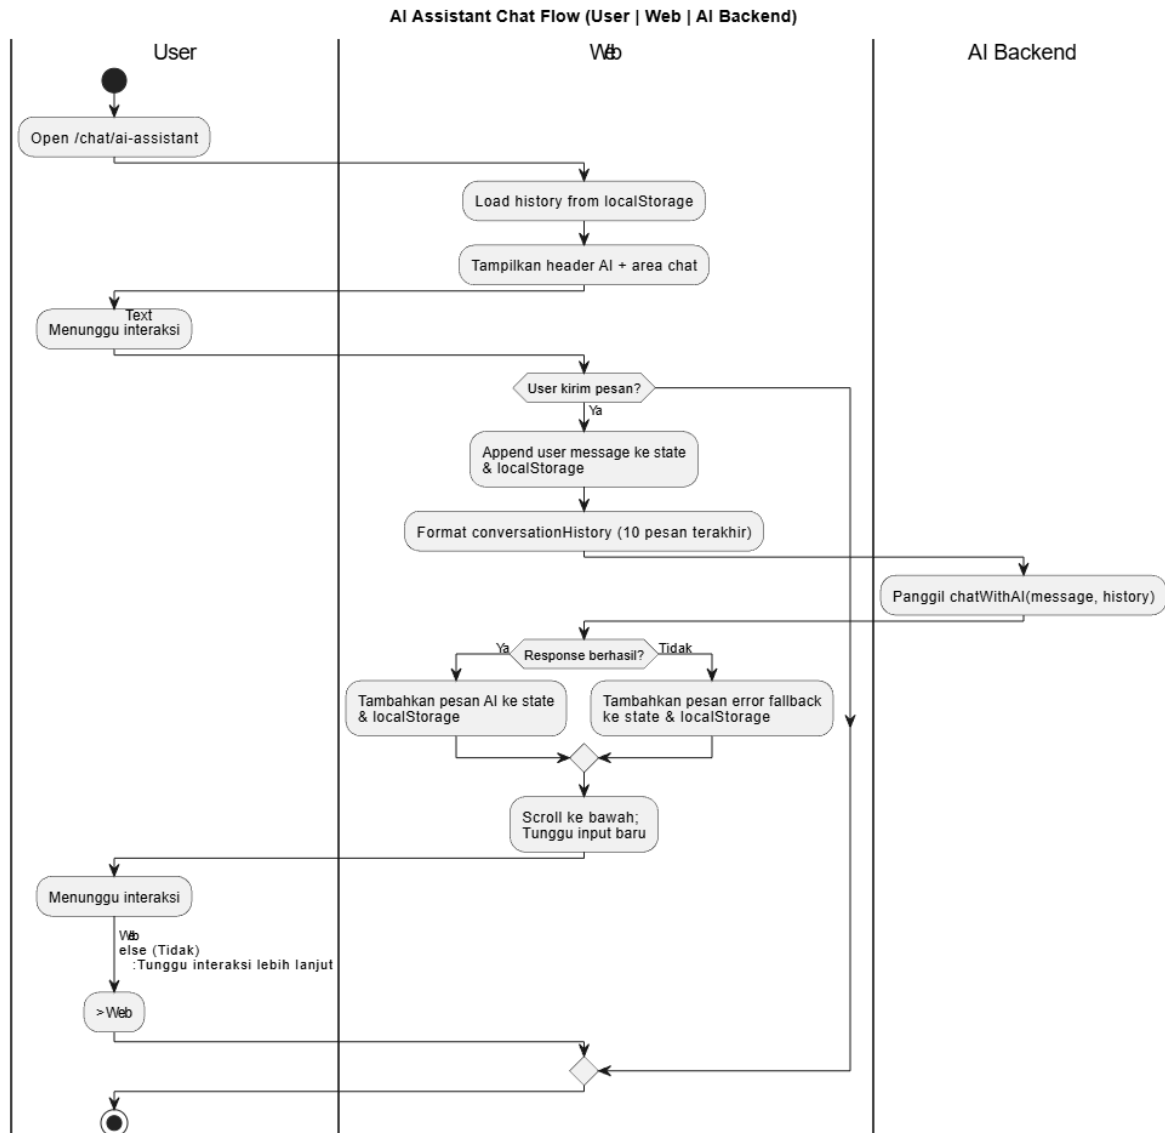 AI Assistant Chat Flow (User | Web | AI Backend)
User
Web
AI Backend
Open /chat/ai-assistant
Load history from localStorage
Tampilkan header AI + area chat
Text
Menunggu interaksi
User kirim pesan?
Ya
Append user message ke state
& localStorage
Format conversationHistory (10 pesan terakhir)
Panggil chatWithAI(message, history)
Ya
Response berhasil?
Tidak
Tambahkan pesan AI ke state
& localStorage
Tambahkan pesan error fallback
ke state & localStorage
Scroll ke bawah;
Tunggu input baru
Menunggu interaksi
Web
else (Tidak)
:Tunggu interaksi lebih lanjut
> Web